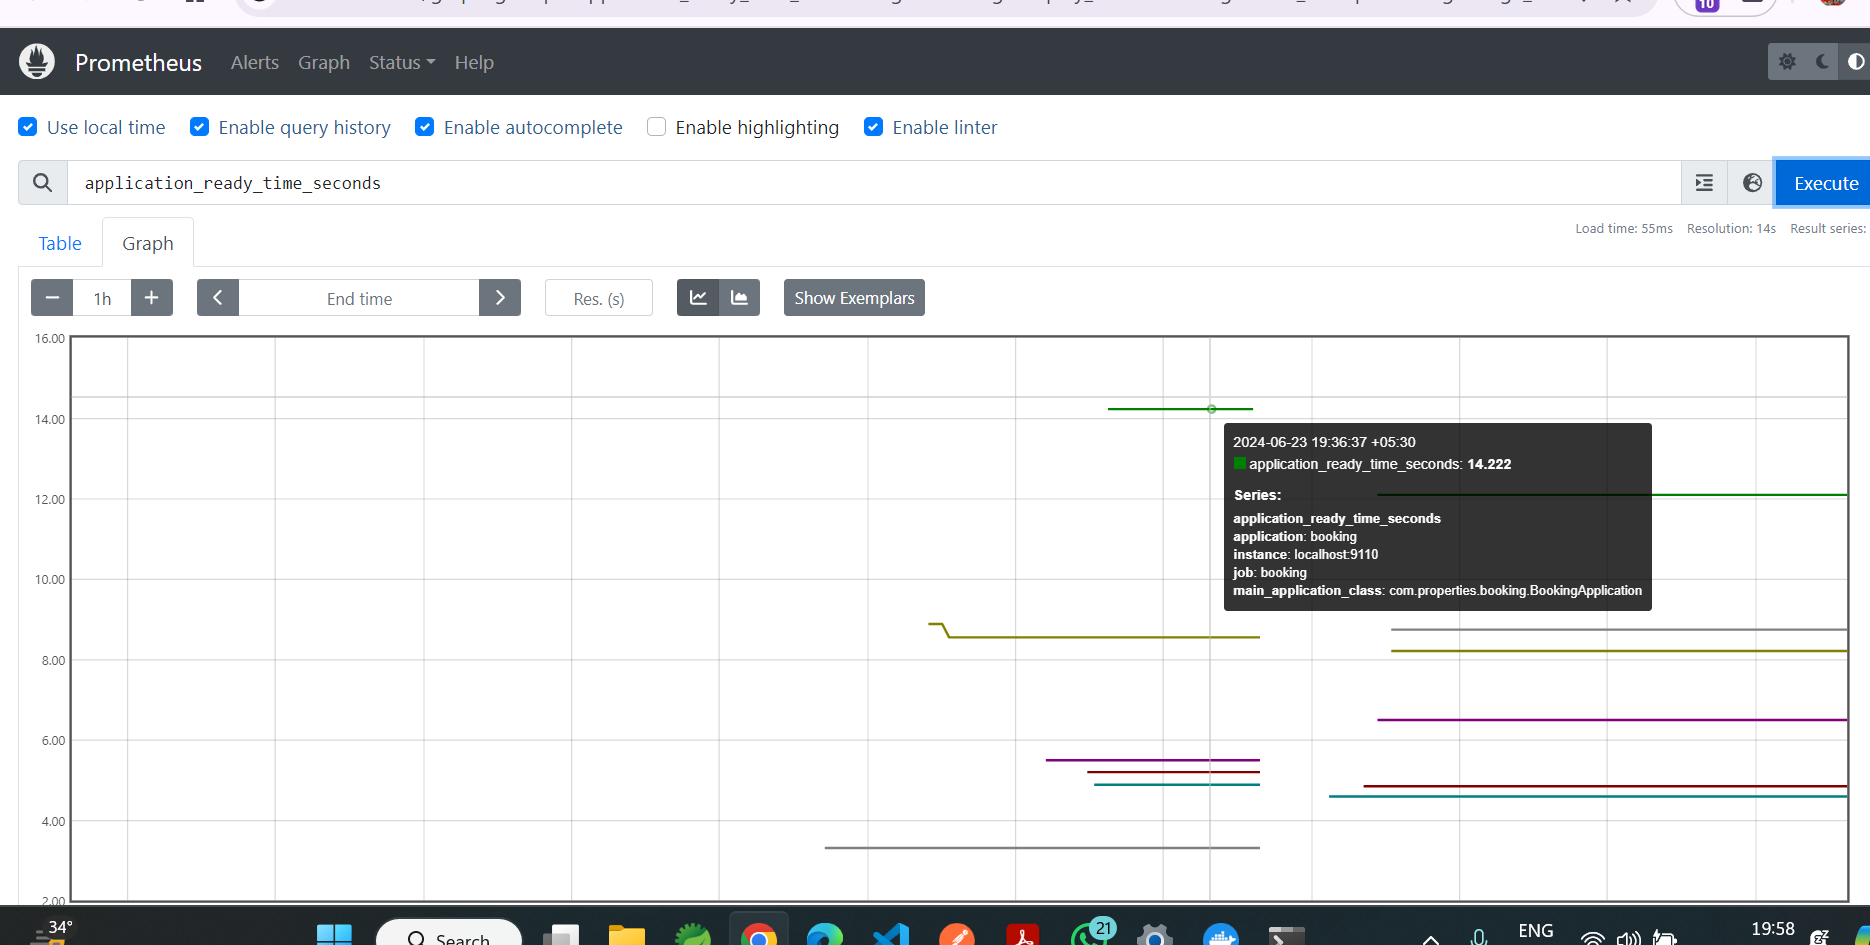 10
Prometheus Alerts Graph Status Help
Use local time Enable query history Enable autocomplete Enable highlighting Enable linter
application_ready_time_seconds
Execute
Load time: 55ms Resolution: 14s Result series:
Table Graph
1h End time Res. (s) Show Exemplars
16.00
14.00
2024-06-23 19:36:37 +05:30
application_ready_time_seconds: 14.222
Series:
12.00
application_ready_time_seconds
application: booking
instance: localhost:9110
job: booking
10.00
main_application_class: com.properties.booking.BookingApplication
8.00
6.00
4.00
2.00
34°
Search
21
ENG
19:58